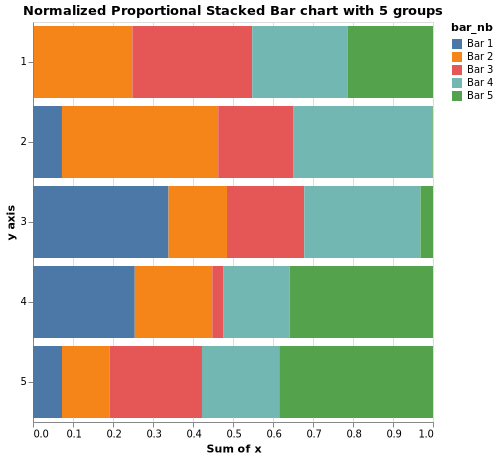 Normalized Proportional Stacked Bar chart with 5 groups
bar_nb
Bar 1
Bar 2
Bar 3
Bar 4
Bar 5
y axis
1
2
3
4
5
0.0 0.1 0.2 0.3 0.4 0.5 0.6 0.7 0.8 0.9 1.0
Sum of x